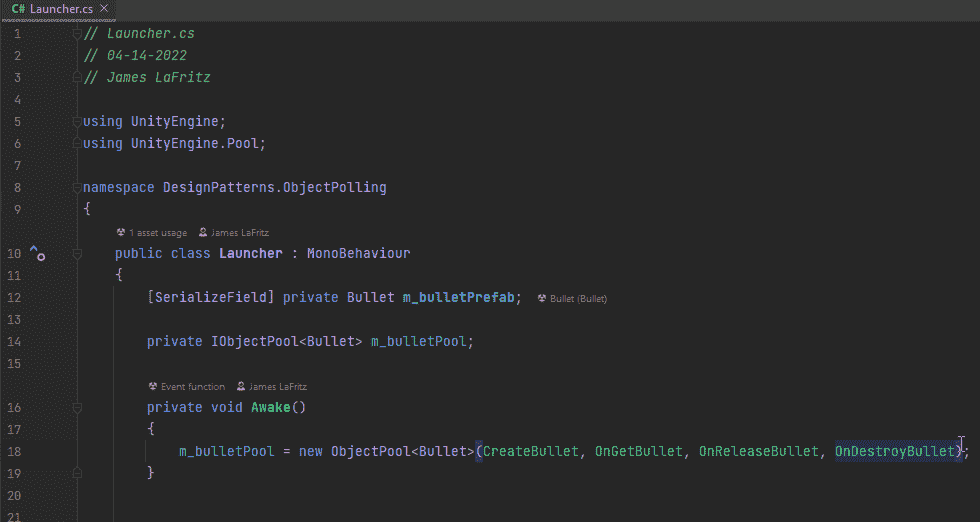 C# Launcher.cs ×
1 // Launcher.cs
2 // 04-14-2022
3 // James LaFritz
4
5 using UnityEngine;
6 using UnityEngine.Pool;
7
8 namespace DesignPatterns.ObjectPolling
9 {
1 asset usage James LaFritz
10 public class Launcher : MonoBehaviour
11 {
12 [SerializeField] private Bullet m_bulletPrefab; Bullet (Bullet)
13
14 private IObjectPool<Bullet> m_bulletPool;
15
Event function James LaFritz
16 private void Awake()
17 {
18 m_bulletPool = new ObjectPool<Bullet>(CreateBullet, OnGetBullet, OnReleaseBullet, OnDestroyBullet);
19 }
20
21